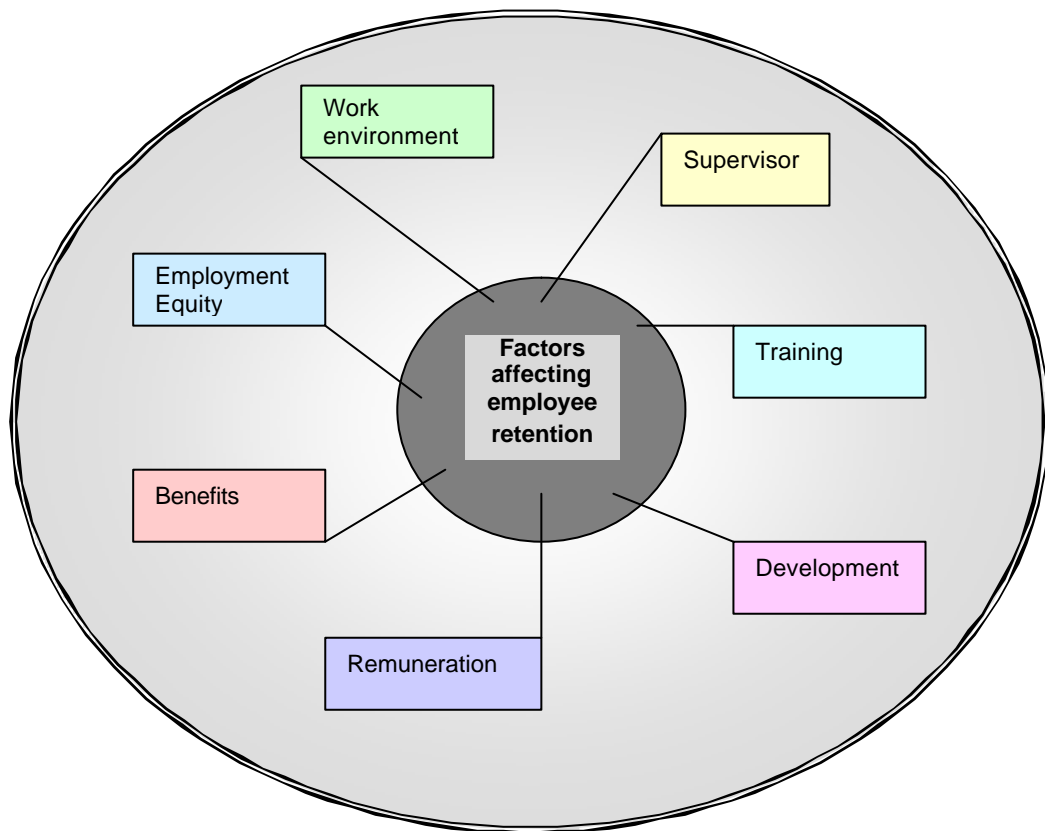 Work
environment
Supervisor
Employment
Equity
Factors
affecting
employee
retention
Training
Benefits
Development
Remuneration